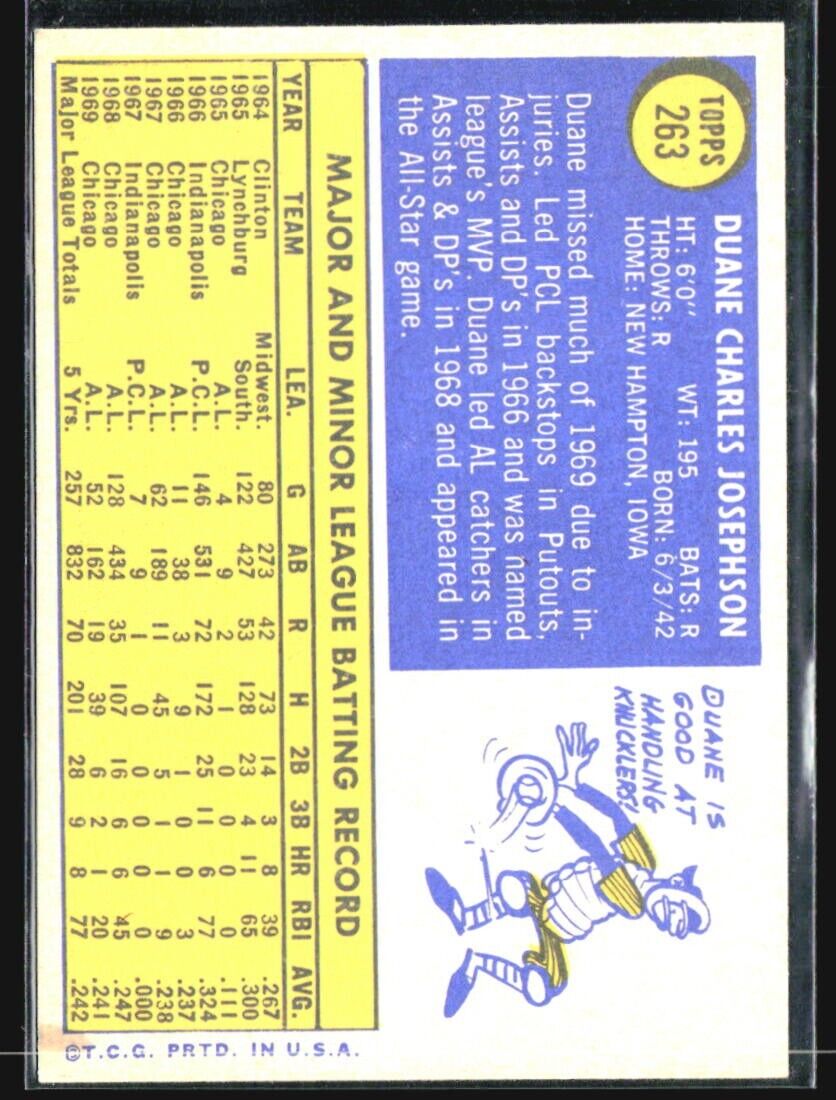 TOPPS
263
DUANE CHARLES JOSEPHSON
HT: 6'0" WT: 195 BATS: R
THROWS: R BORN: 6/3/42
HOME: NEW HAMPTON, IOWA
Duane missed much of 1969 due to in-
juries. Led PCL backstops in Putouts,
Assists and DP's in 1966 and was named
league's MVP. Duane led AL catchers in
Assists & DP's in 1968 and appeared in
the All-Star game.
DUANE IS
GOOD AT
HANDLING
KNUCKLERS!
MAJOR AND MINOR LEAGUE BATTING RECORD
YEAR TEAM LEA. G AB R H 2B 3B HR RBI AVG.
1964 Clinton Midwest. 80 273 42 73 14 3 8 39 .267
1965 Lynchburg South. 122 427 53 128 23 4 11 65 .300
1965 Chicago A.L. 4 9 2 1 0 0 0 0 .111
1966 Indianapolis P.C.L. 146 531 72 172 25 11 6 77 .324
1966 Chicago A.L. 11 38 3 9 1 0 0 3 .237
1967 Chicago A.L. 62 189 11 45 5 1 1 9 .238
1967 Indianapolis P.C.L. 7 9 1 0 0 0 0 0 .000
1968 Chicago A.L. 128 434 35 107 16 6 6 45 .247
1969 Chicago A.L. 52 162 19 39 6 2 1 20 .241
Major League Totals 5 Yrs. 257 832 70 201 28 9 8 77 .242
©T.C.G. PRTD. IN U.S.A.